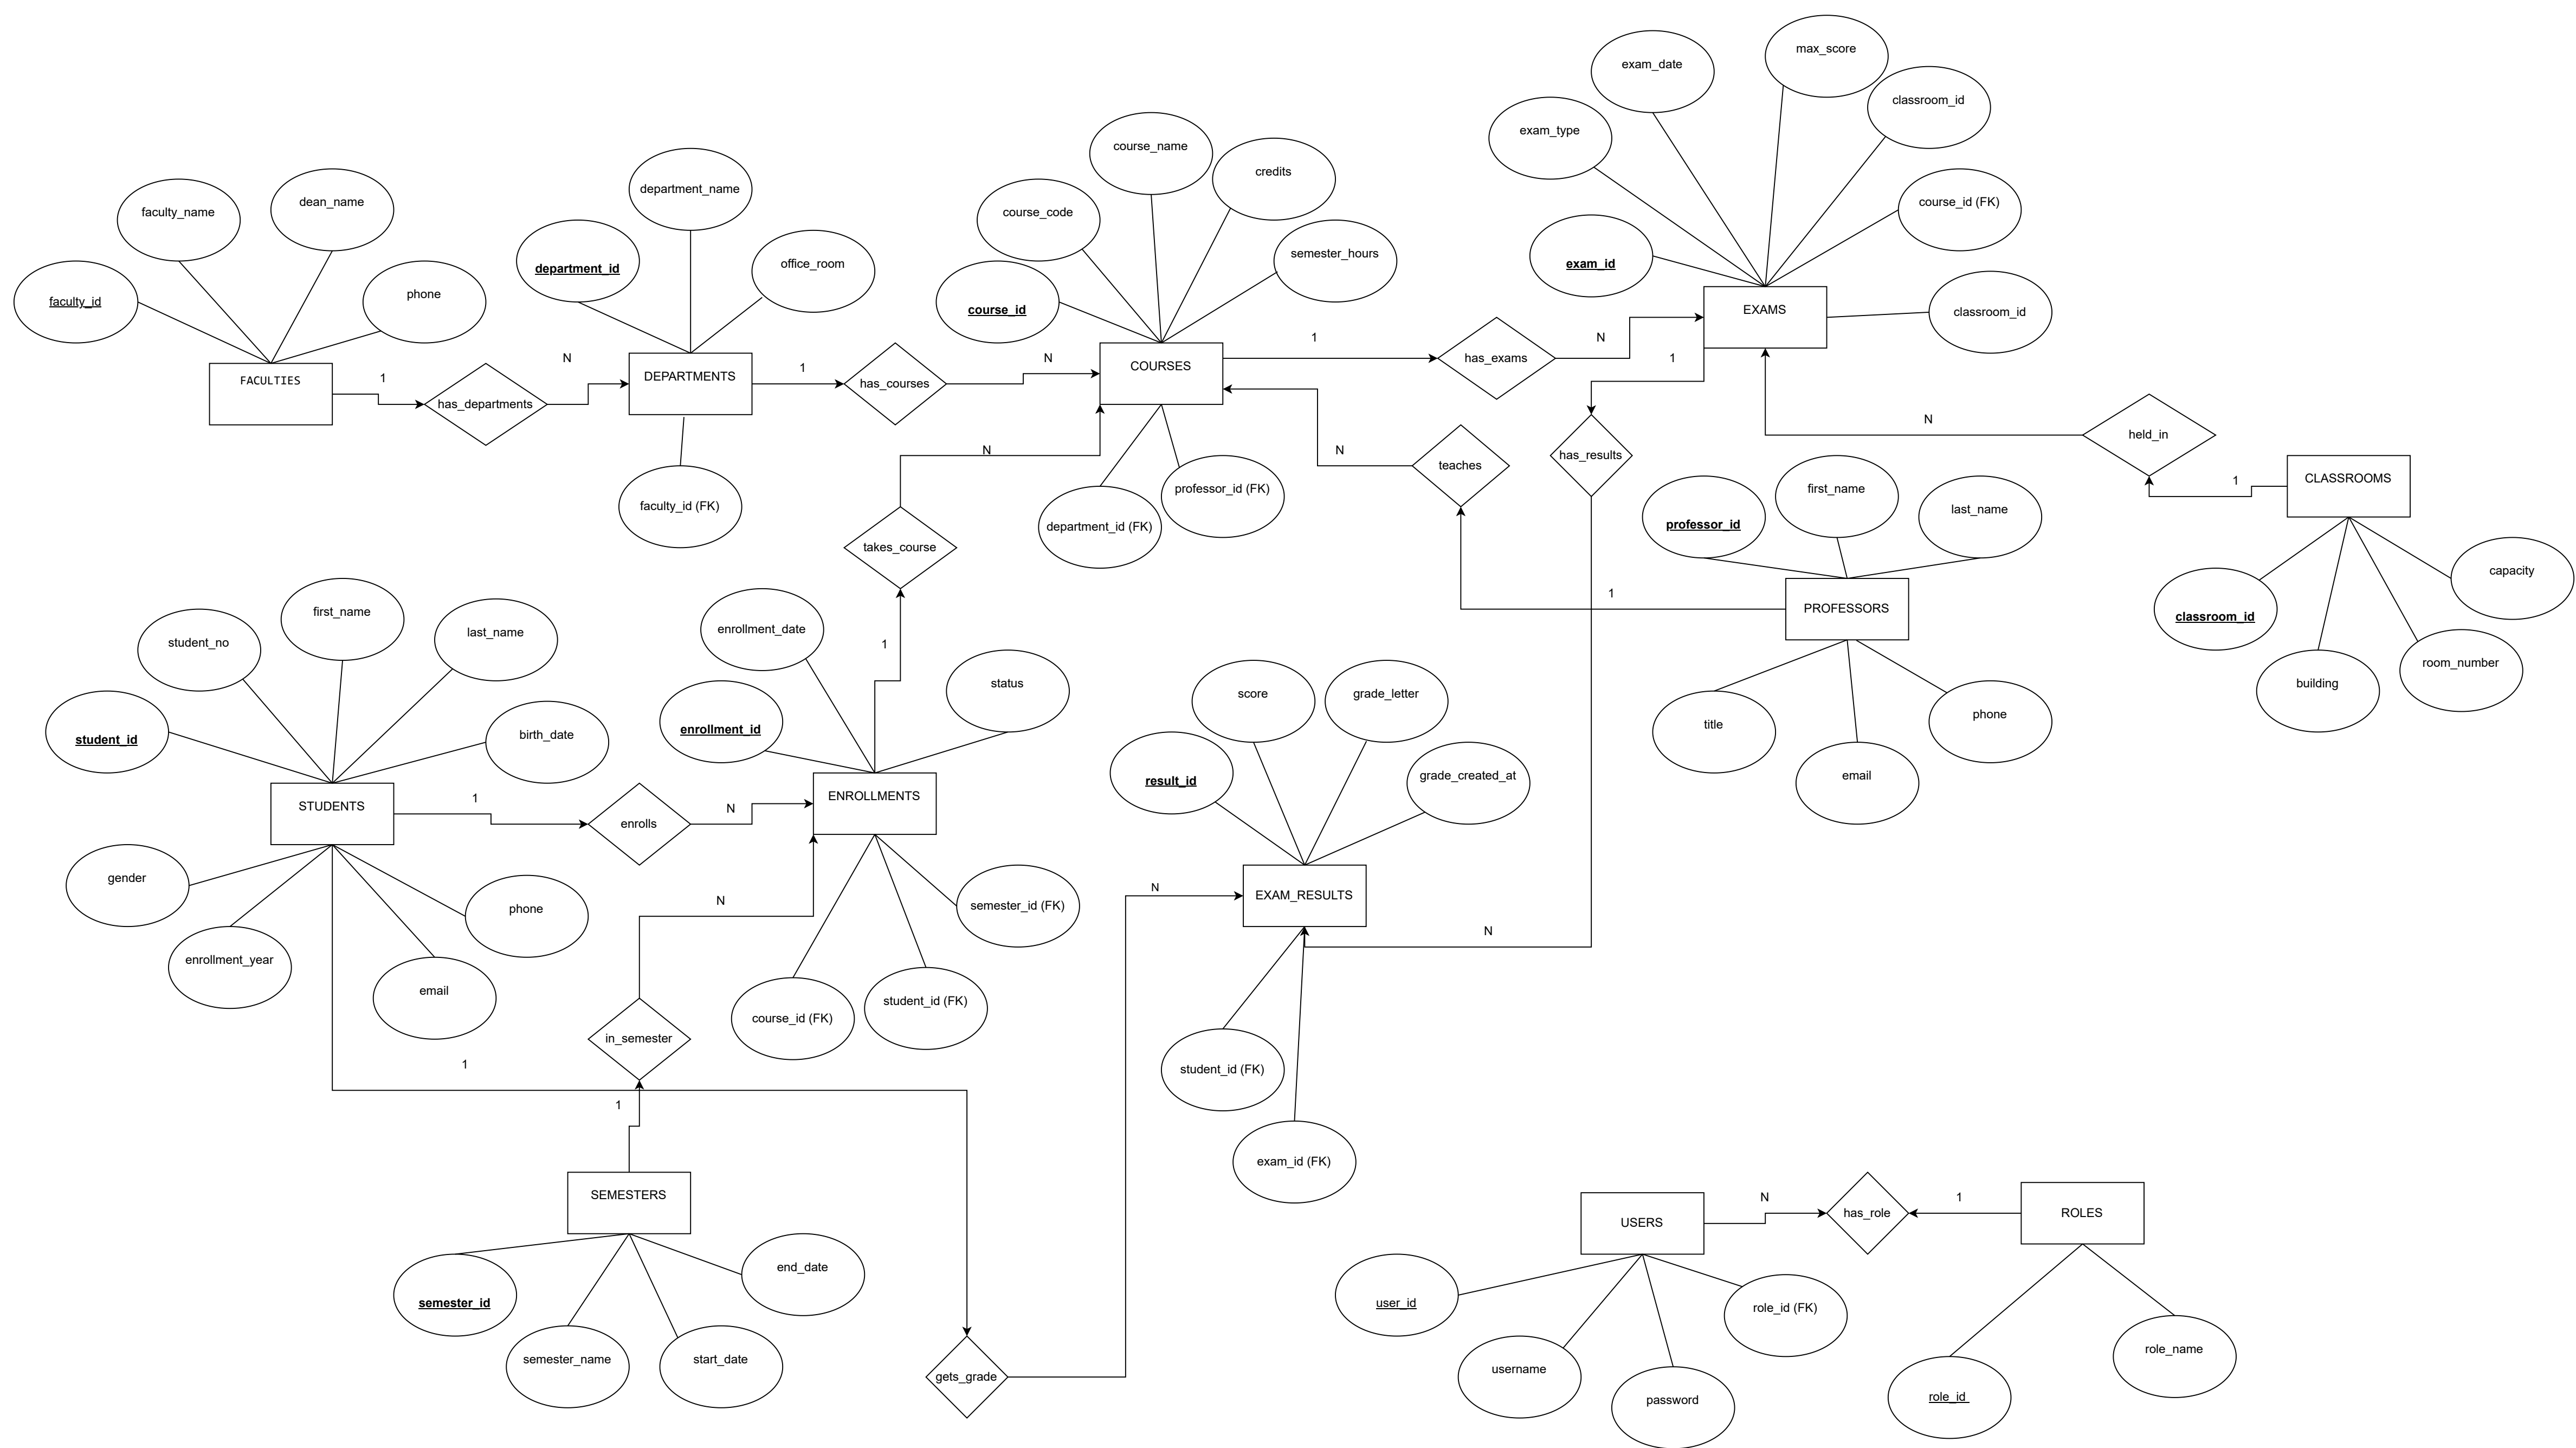 max_score
exam_date
classroom_id
exam_type
course_name
credits
department_name
dean_name
course_id (FK)
faculty_name
course_code
semester_hours
office_room
exam_id
department_id
phone
faculty_id
course_id
EXAMS
classroom_id
1
N
has_exams
1
N
N
COURSES
1
DEPARTMENTS
1
FACULTIES
has_courses
has_departments
N
held_in
N
N
has_results
teaches
CLASSROOMS
1
professor_id (FK)
first_name
faculty_id (FK)
last_name
department_id (FK)
professor_id
takes_course
capacity
1
PROFESSORS
first_name
classroom_id
enrollment_date
last_name
student_no
1
room_number
status
building
score
grade_letter
phone
title
enrollment_id
birth_date
student_id
email
grade_created_at
result_id
ENROLLMENTS
1
STUDENTS
N
enrolls
gender
N
EXAM_RESULTS
N
semester_id (FK)
phone
N
enrollment_year
email
student_id (FK)
course_id (FK)
in_semester
1
student_id (FK)
1
exam_id (FK)
SEMESTERS
N
1
has_role
ROLES
USERS
end_date
semester_id
user_id
role_id (FK)
role_name
semester_name
start_date
username
gets_grade
role_id
password